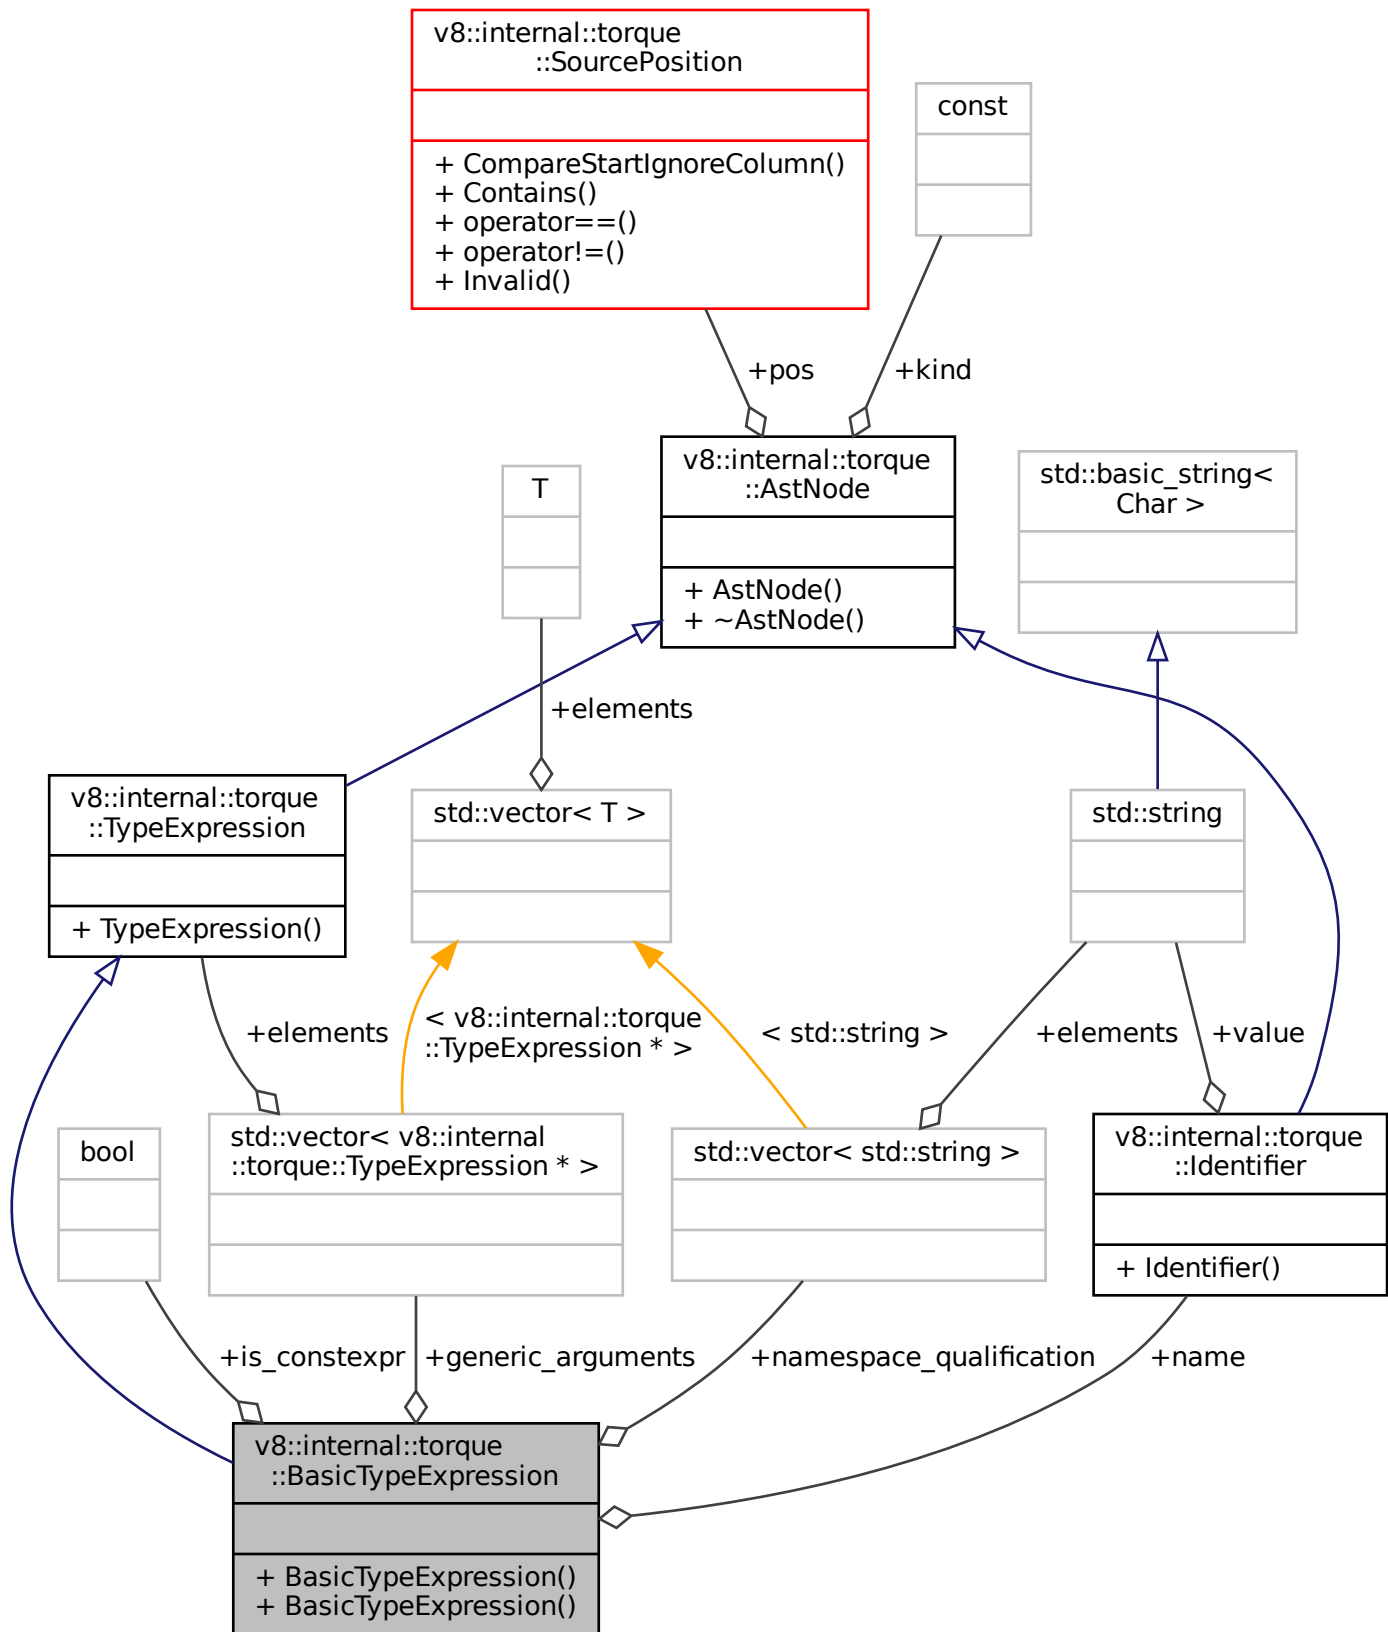 v8::internal::torque
::SourcePosition
+ CompareStartIgnoreColumn()
+ Contains()
+ operator==()
+ operator!=()
+ Invalid()
const
+pos
+kind
v8::internal::torque
::AstNode
+ AstNode()
+ ~AstNode()
T
std::basic_string<
Char >
+elements
v8::internal::torque
::TypeExpression
+ TypeExpression()
std::vector< T >
std::string
+elements
< v8::internal::torque
::TypeExpression * >
< std::string >
+elements
+value
bool
std::vector< v8::internal
::torque::TypeExpression * >
std::vector< std::string >
v8::internal::torque
::Identifier
+ Identifier()
+is_constexpr
+generic_arguments
+namespace_qualification
+name
v8::internal::torque
::BasicTypeExpression
+ BasicTypeExpression()
+ BasicTypeExpression()